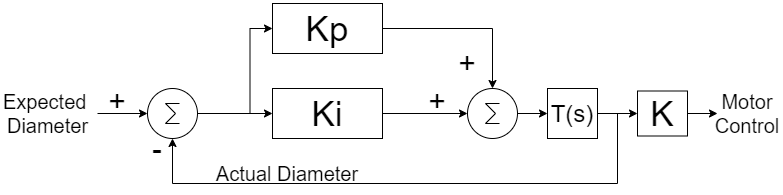 Kp
+
Expected
Diameter
+
Σ
Ki
+
Σ
T(s)
K
Motor
Control
-
Actual Diameter